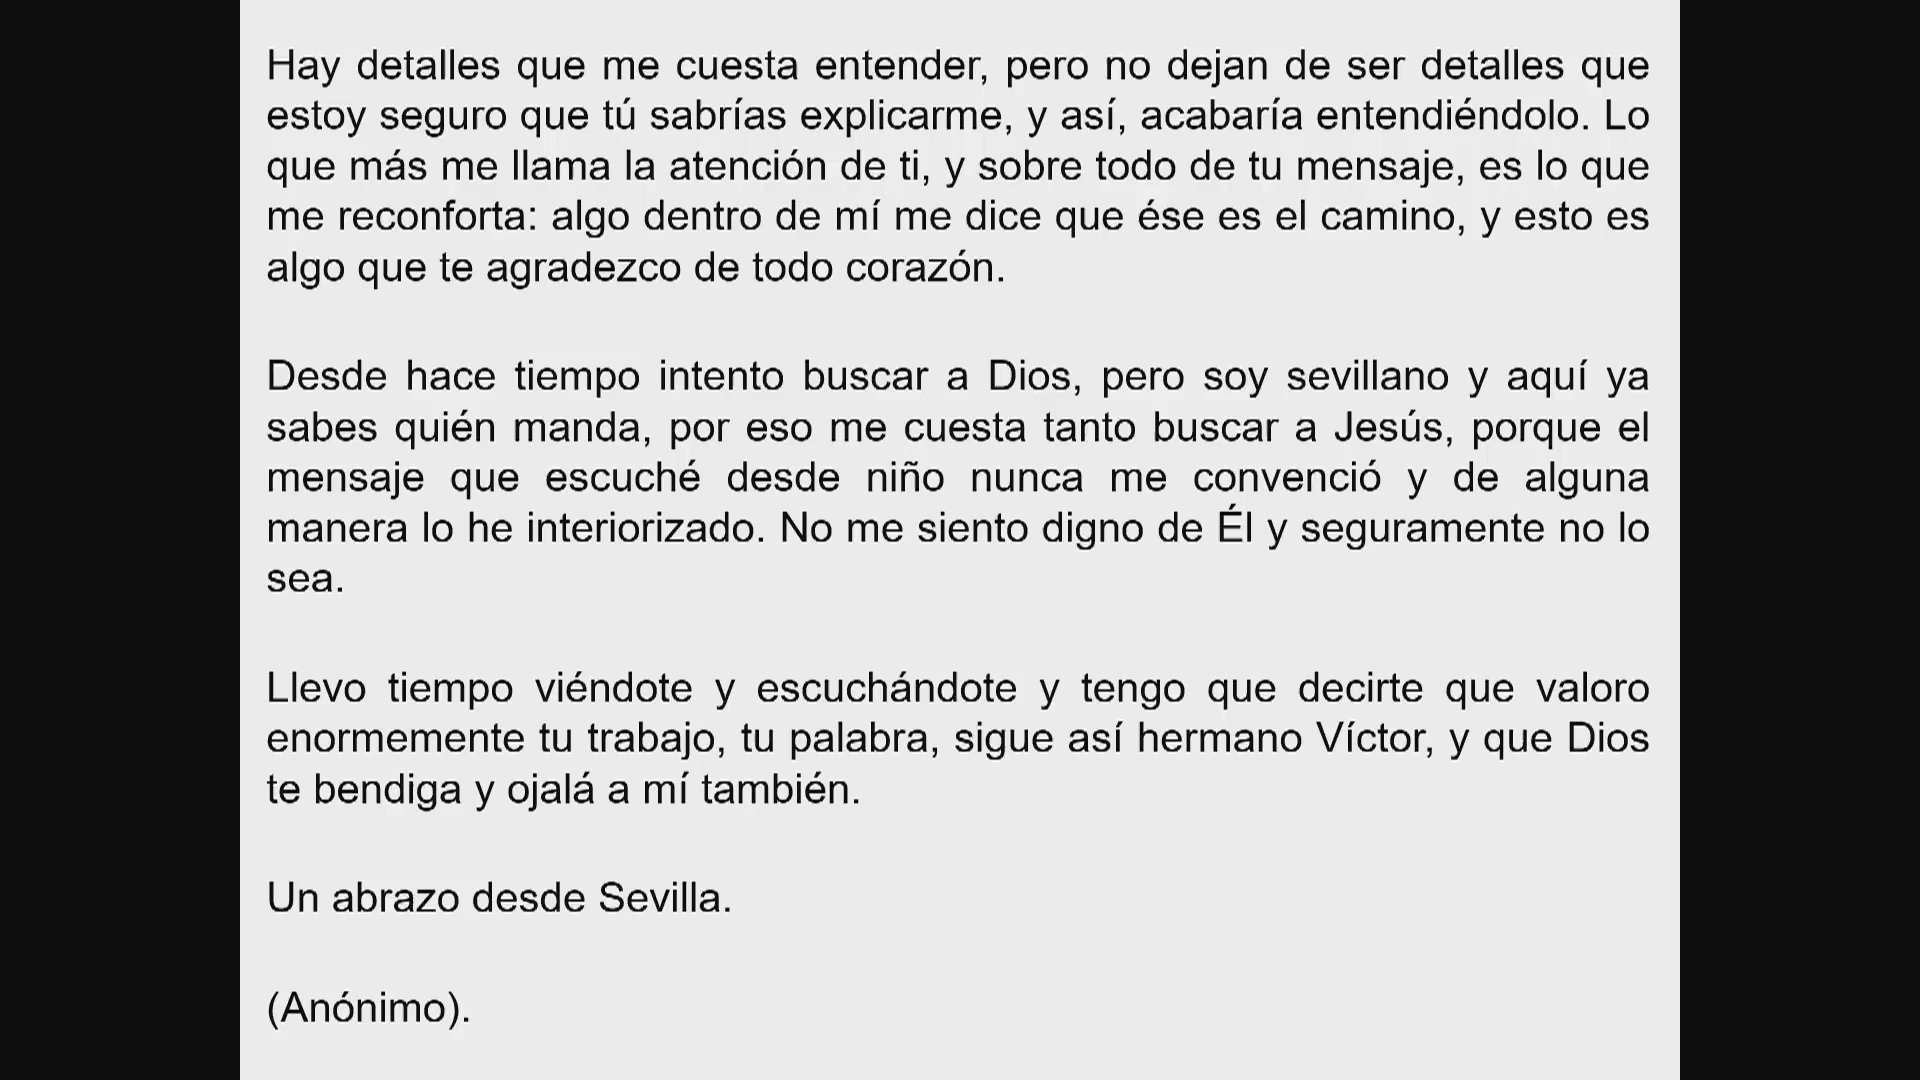 Hay detalles que me cuesta entender, pero no dejan de ser detalles que
estoy seguro que tú sabrías explicarme, y así, acabaría entendiéndolo. Lo
que más me llama la atención de ti, y sobre todo de tu mensaje, es lo que
me reconforta: algo dentro de mí me dice que ése es el camino, y esto es
algo que te agradezco de todo corazón.
Desde hace tiempo intento buscar a Dios, pero soy sevillano y aquí ya
sabes quién manda, por eso me cuesta tanto buscar a Jesús, porque el
mensaje que escuché desde niño nunca me convenció y de alguna
manera lo he interiorizado. No me siento digno de Él y seguramente no lo
sea.
Llevo tiempo viéndote y escuchándote y tengo que decirte que valoro
enormemente tu trabajo, tu palabra, sigue así hermano Víctor, y que Dios
te bendiga y ojalá a mí también.
Un abrazo desde Sevilla.
(Anónimo).